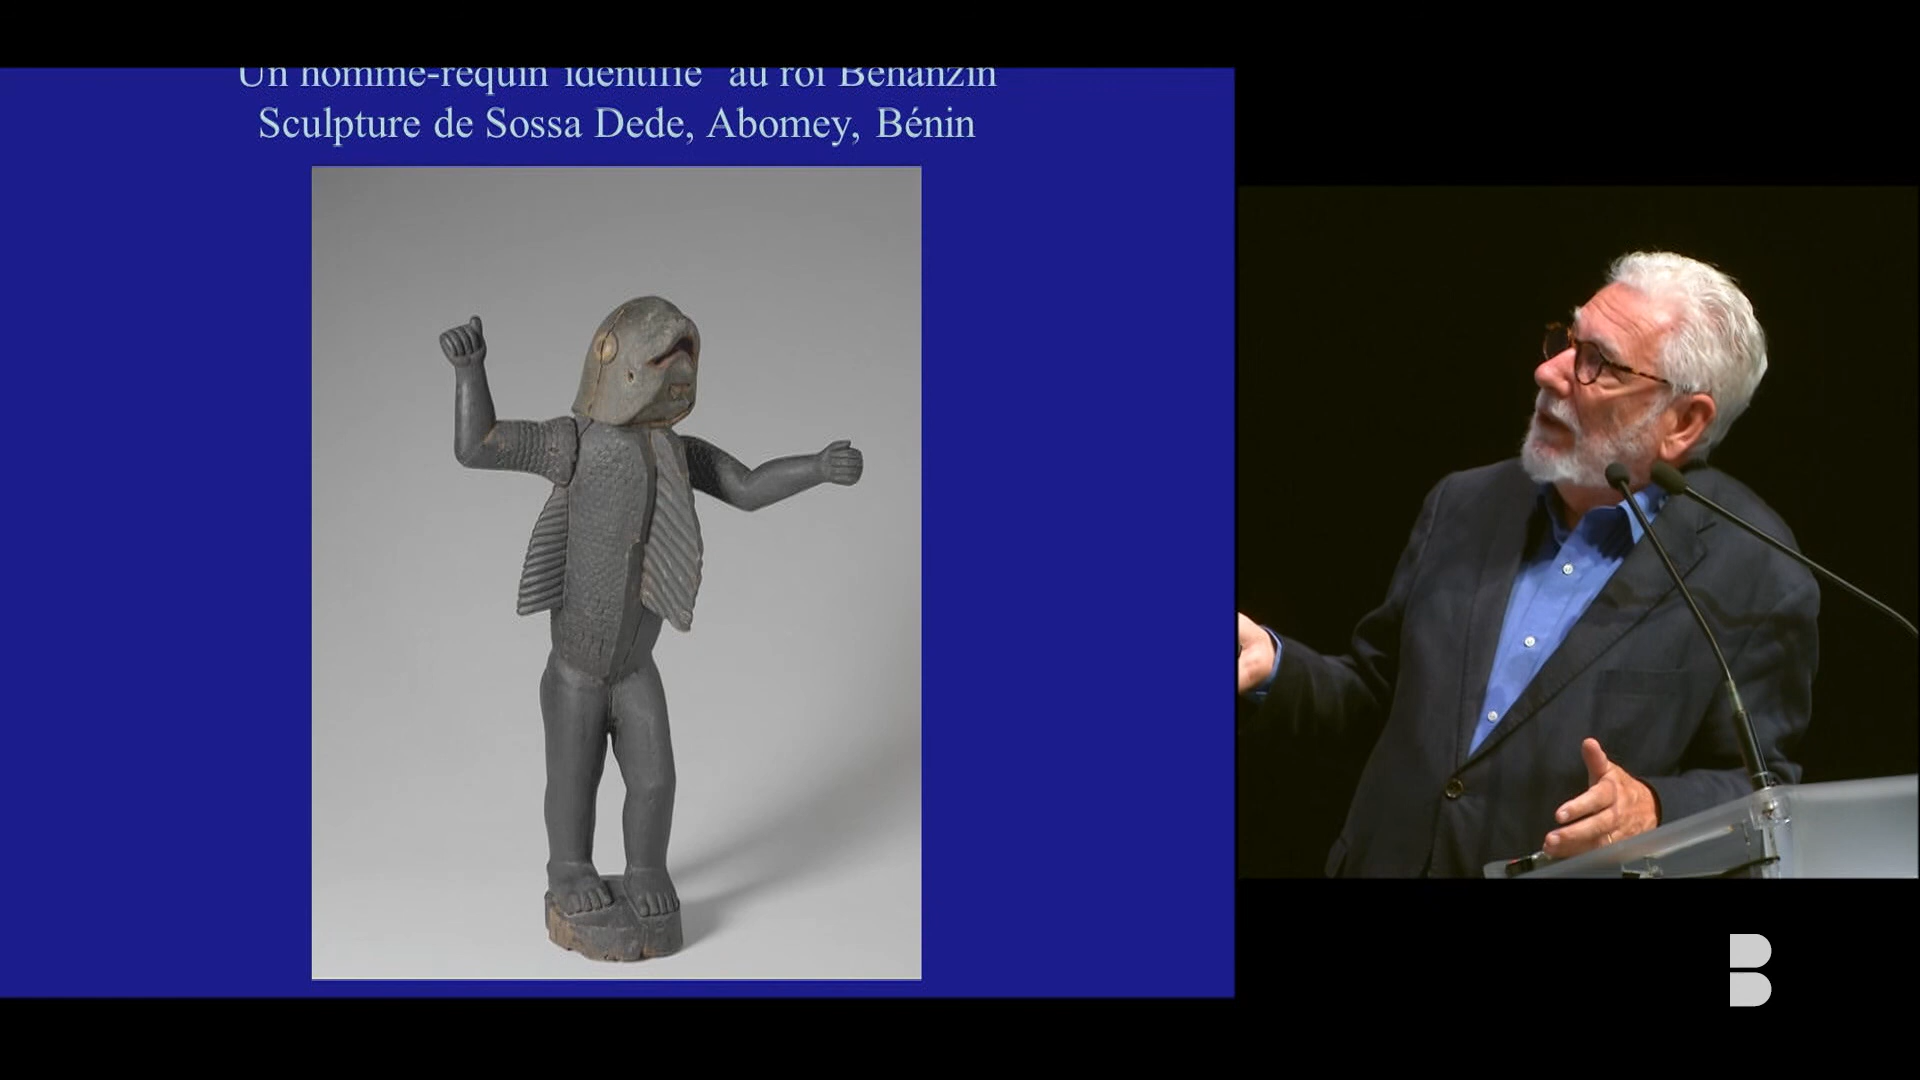 Un homme-requin identifié au roi Béhanzin
Sculpture de Sossa Dede, Abomey, Bénin
B